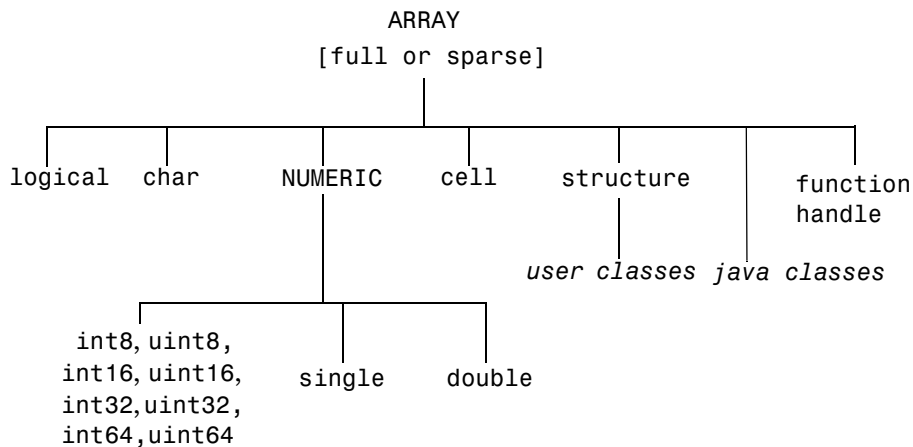 ARRAY
[full or sparse]
logical char NUMERIC cell structure function
handle
user classes java classes
int8, uint8,
int16, uint16,
int32, uint32,
int64, uint64
single double